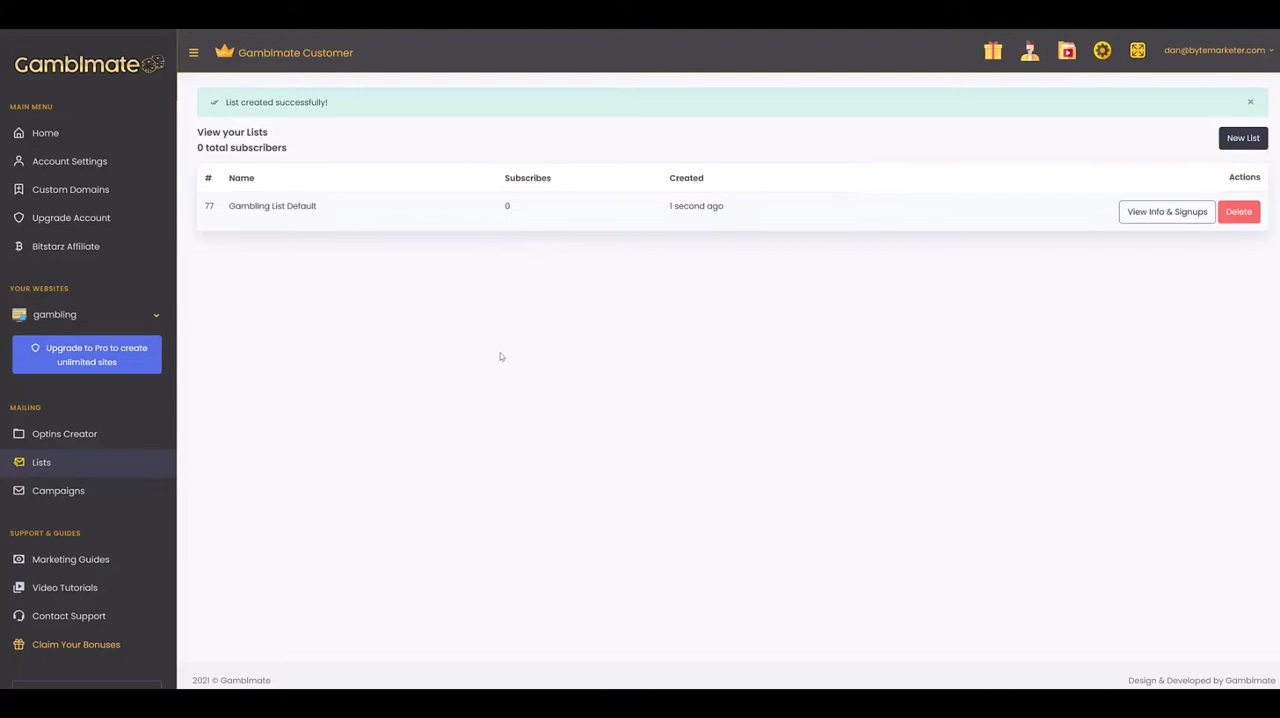 Gamblmate
MAIN MENU
Home
Account Settings
Custom Domains
Upgrade Account
Bitstarz Affiliate
YOUR WEBSITES
gambling
Upgrade to Pro to create
unlimited sites
MAILING
Optins Creator
Lists
Campaigns
SUPPORT & GUIDES
Marketing Guides
Video Tutorials
Contact Support
Claim Your Bonuses
Gamblmate Customer
dan@bytemarketer.com
List created successfully!
View your Lists
0 total subscribers
New List
# Name Subscribes Created Actions
77 Gambling List Default 0 1 second ago View Info & Signups Delete
2021 © Gamblmate
Design & Developed by Gamblmate